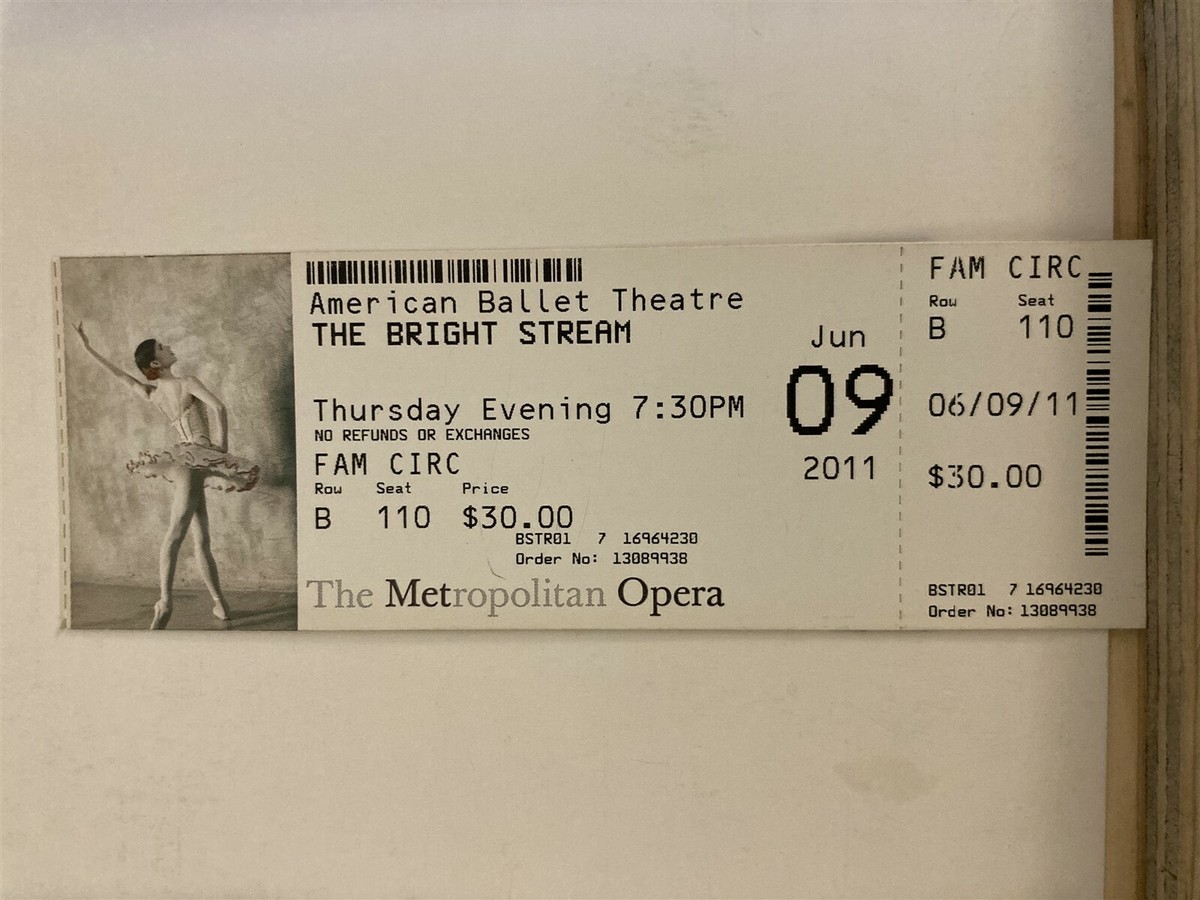 American Ballet Theatre
THE BRIGHT STREAM
Thursday Evening 7:30PM
NO REFUNDS OR EXCHANGES
FAM CIRC
Row Seat Price
B 110 $30.00
BSTR01 7 16964230
Order No: 13089938
The Metropolitan Opera
Jun
09
2011
FAM CIRC
Row Seat
B 110
06/09/11
$30.00
BSTR01 7 16964230
Order No: 13089938